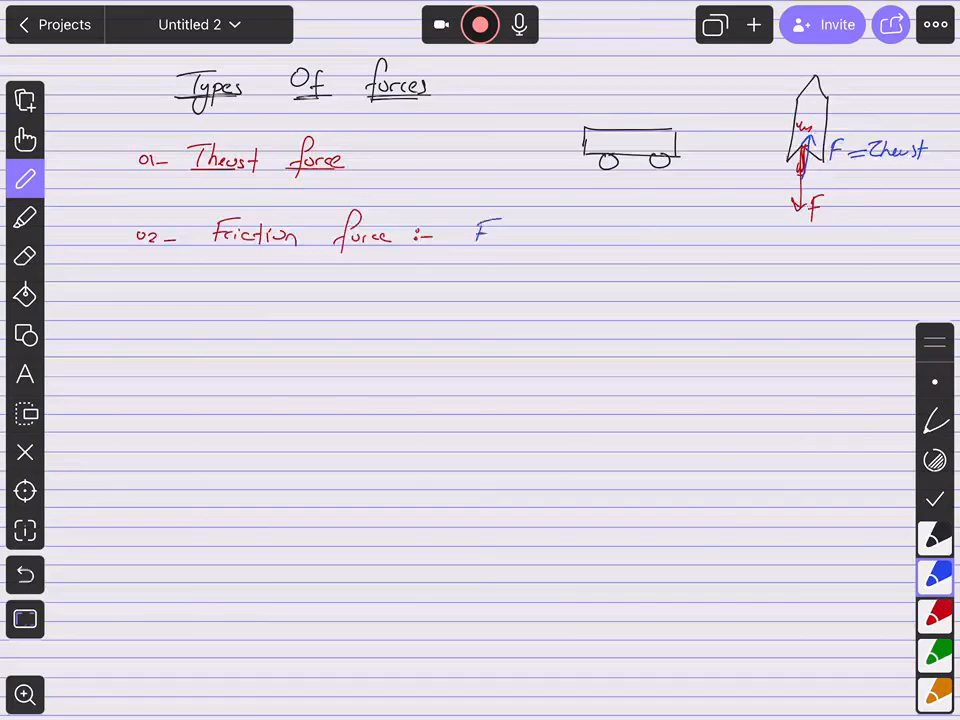 Projects
Untitled 2
Invite
Types Of forces
01- Thrust force
F = Thrust
F
02- Friction force :- F